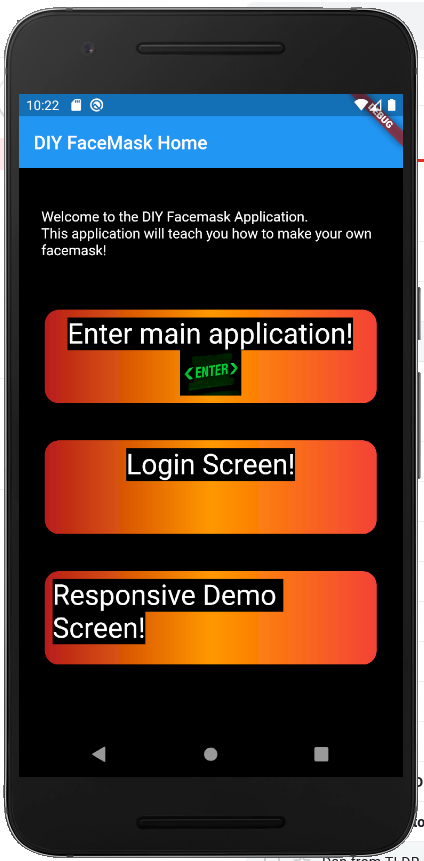 10:22
DEBUG
DIY FaceMask Home
Welcome to the DIY Facemask Application.
This application will teach you how to make your own
facemask!
Enter main application!
<ENTER>
Login Screen!
Responsive Demo
Screen!